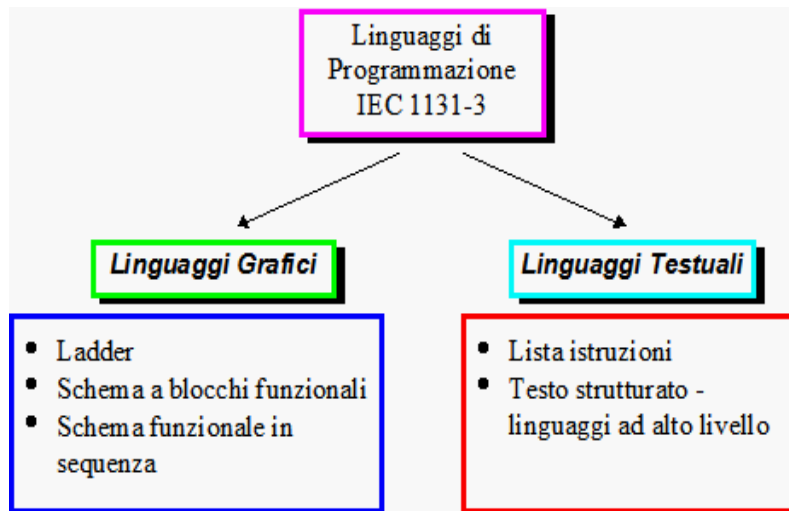 Linguaggi di
Programmazione
IEC 1131-3
Linguaggi Grafici
Linguaggi Testuali
• Ladder
• Schema a blocchi funzionali
• Schema funzionale in
sequenza
• Lista istruzioni
• Testo strutturato -
linguaggi ad alto livello